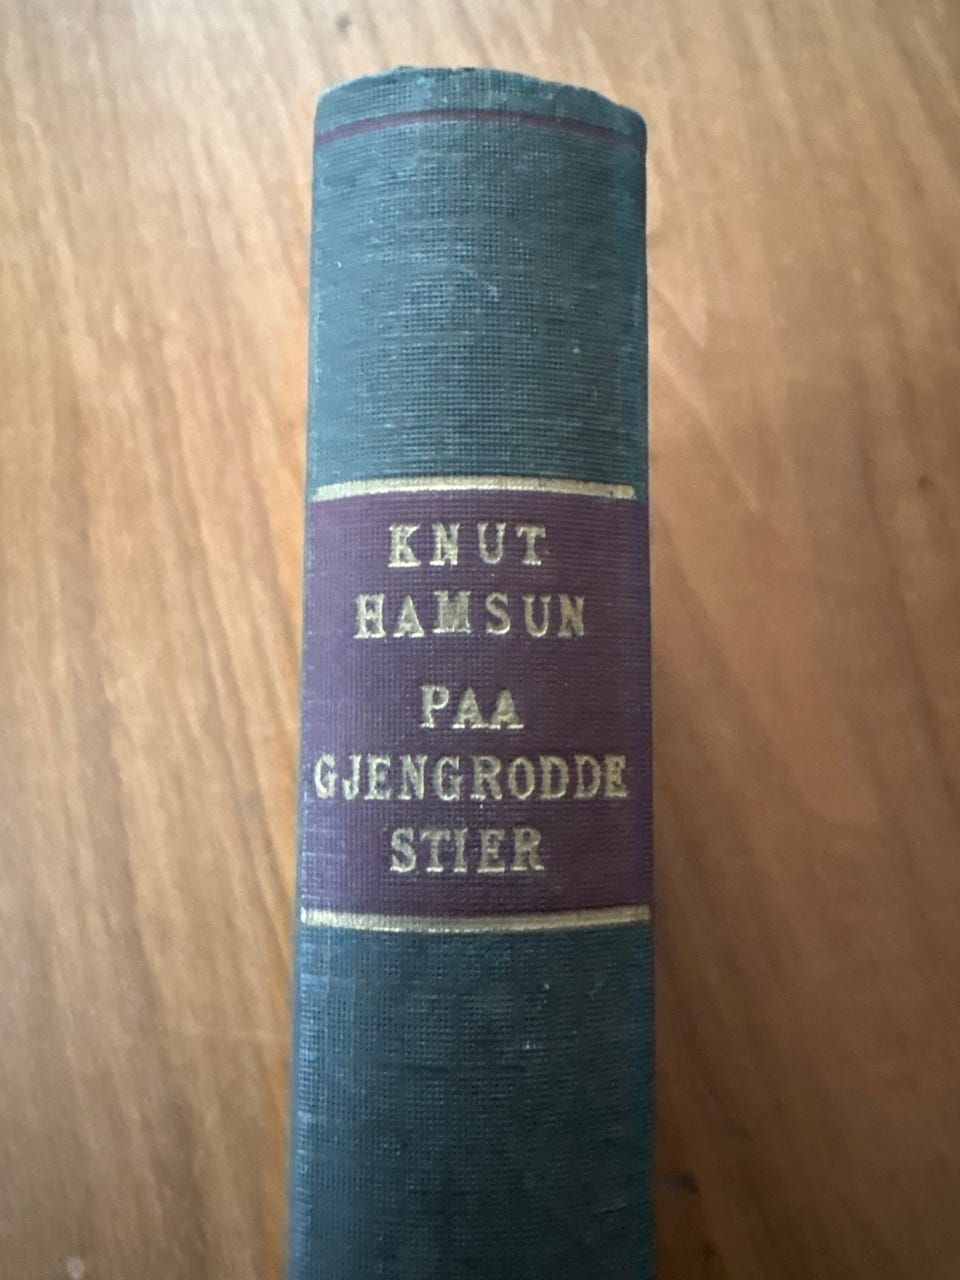 KNUT
HAMSUN
PAA
GJENGRODDE
STIER